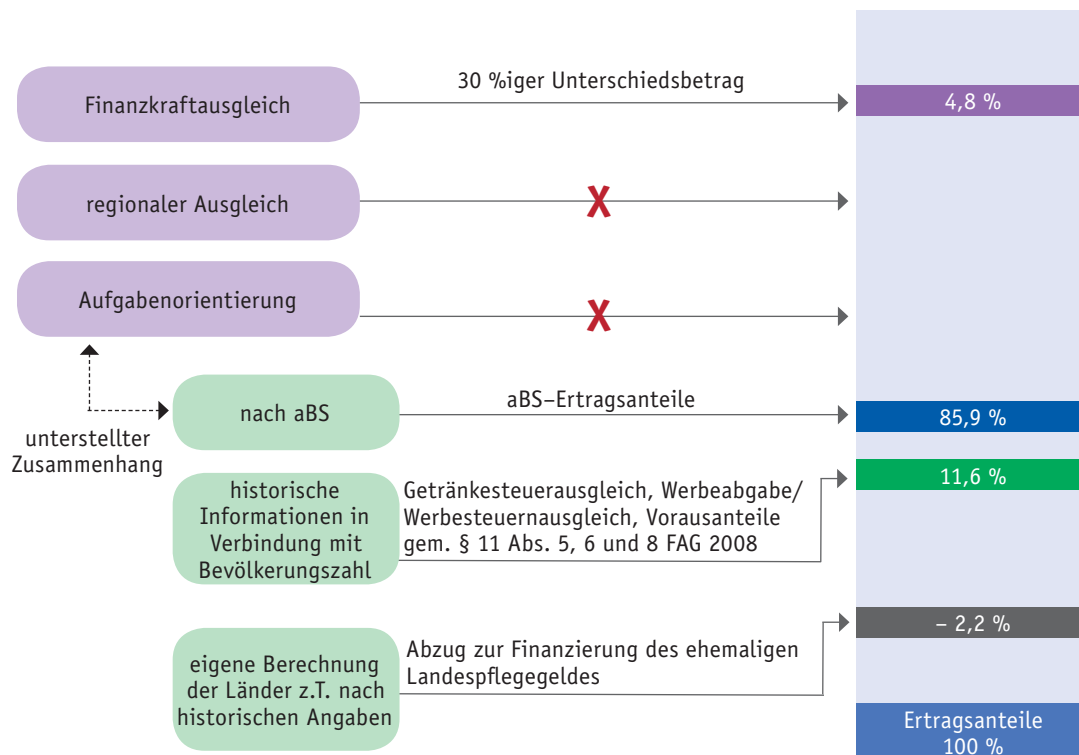 Finanzkraftausgleich
30 %iger Unterschiedsbetrag
4,8 %
regionaler Ausgleich
X
Aufgabenorientierung
X
unterstellter
Zusammenhang
nach aBS
aBS–Ertragsanteile
85,9 %
historische
Informationen in
Verbindung mit
Bevölkerungszahl
Getränkesteuerausgleich, Werbeabgabe/
Werbesteuernausgleich, Vorausanteile
gem. § 11 Abs. 5, 6 und 8 FAG 2008
11,6 %
eigene Berechnung
der Länder z.T. nach
historischen Angaben
Abzug zur Finanzierung des ehemaligen
Landespflegegeldes
– 2,2 %
Ertragsanteile
100 %